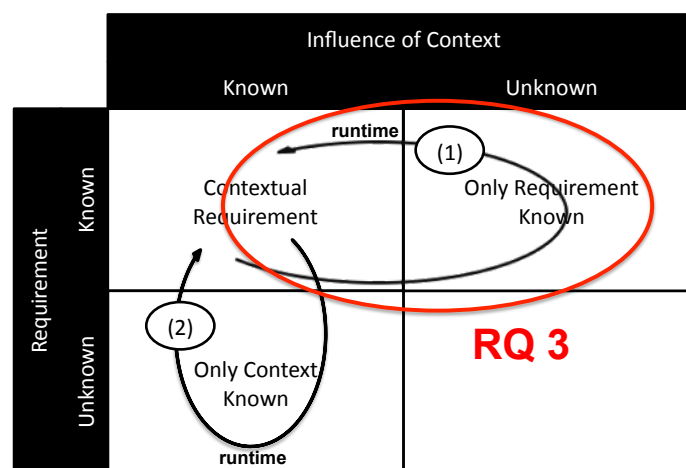 Influence of Context
Known
Unknown
Requirement
Known
Unknown
runtime
(1)
Contextual
Requirement
Only Requirement
Known
(2)
Only Context
Known
runtime
RQ 3